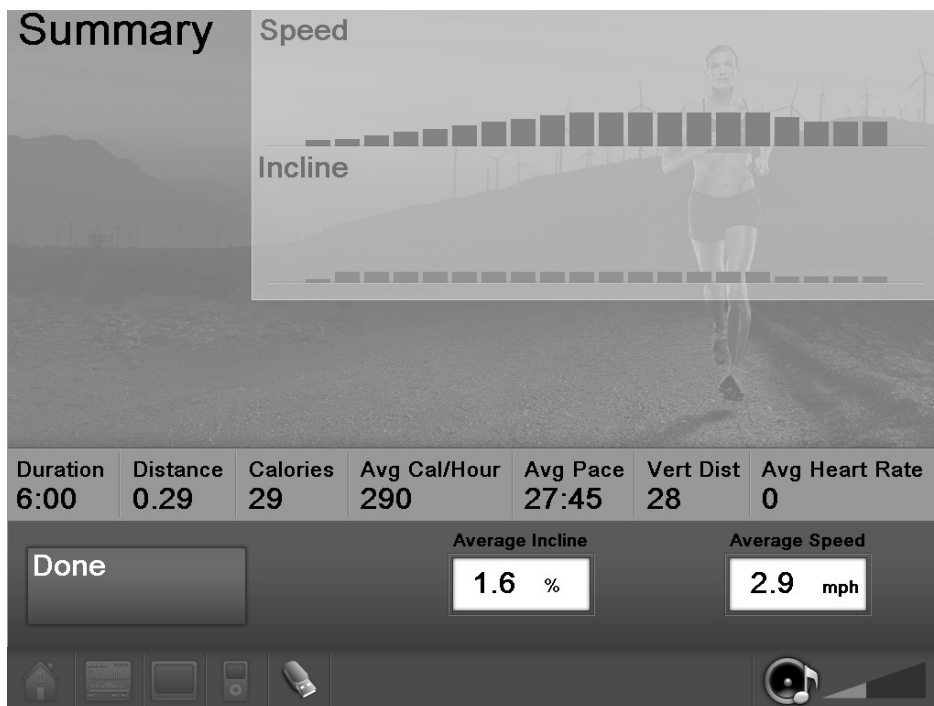 Summary
Speed
Incline
Duration Distance Calories Avg Cal/Hour Avg Pace Vert Dist Avg Heart Rate
6:00 0.29 29 290 27:45 28 0
Average Incline Average Speed
Done 1.6 % 2.9 mph